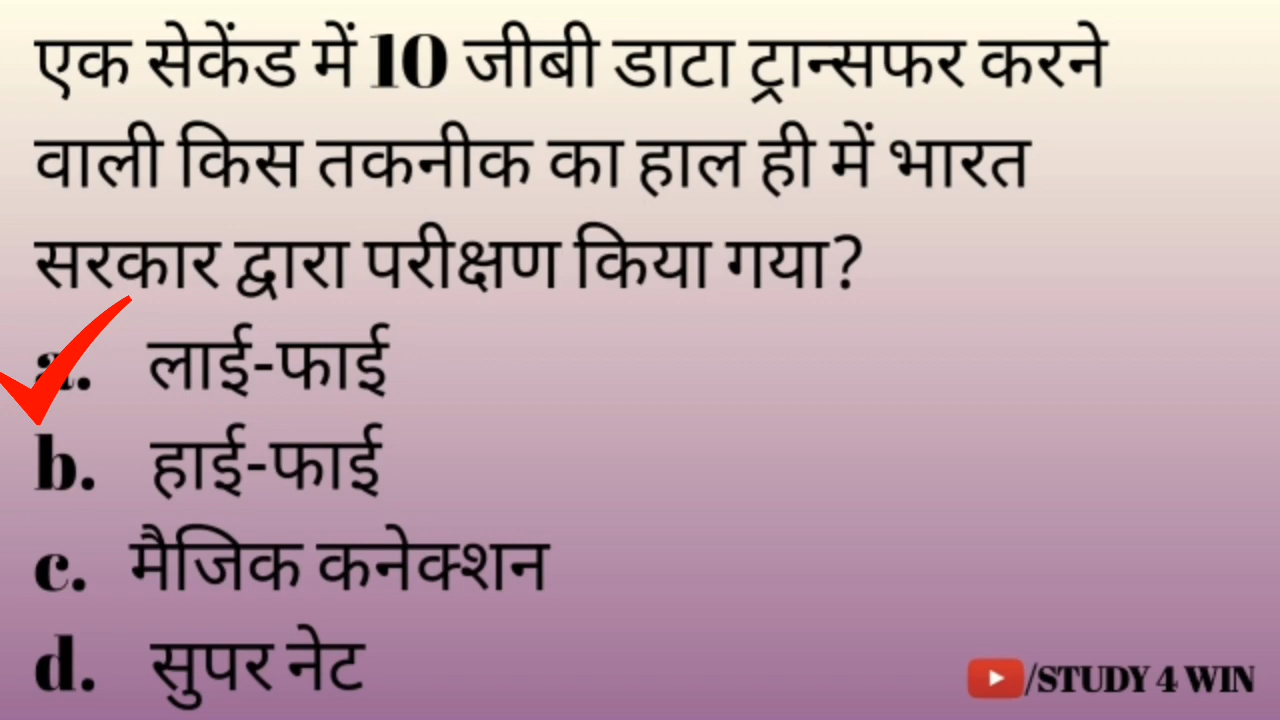 एक सेकेंड में 10 जीबी डाटा ट्रान्सफर करने
वाली किस तकनीक का हाल ही में भारत
सरकार द्वारा परीक्षण किया गया?
a. लाई-फाई
b. हाई-फाई
c. मैजिक कनेक्शन
d. सुपर नेट
/STUDY 4 WIN